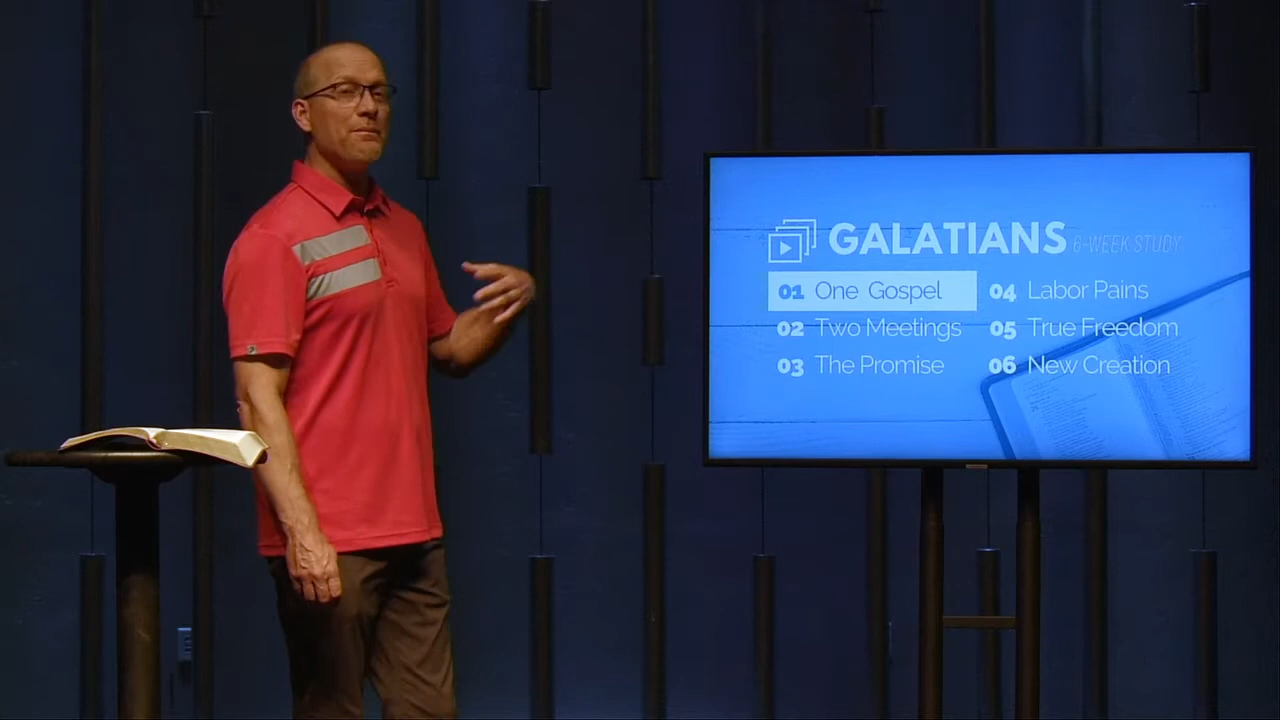 GALATIANS 6-WEEK STUDY
01 One Gospel
02 Two Meetings
03 The Promise
04 Labor Pains
05 True Freedom
06 New Creation